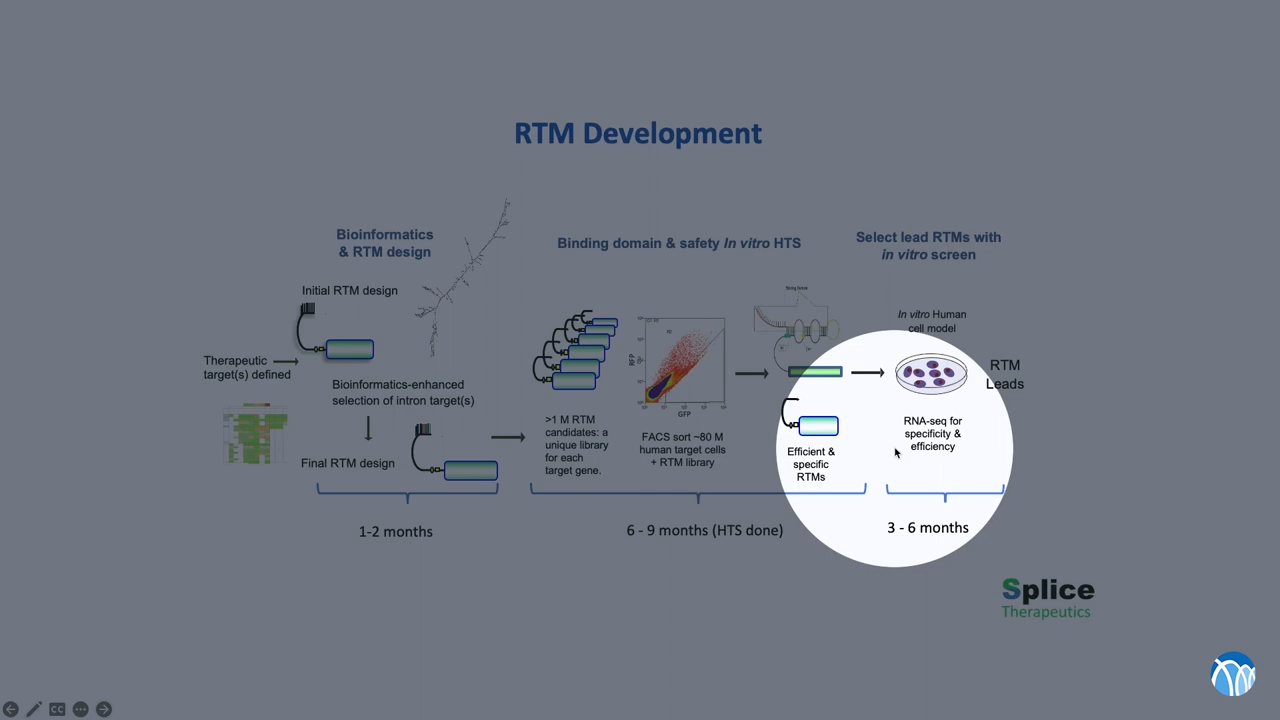 RTM Development
Bioinformatics
& RTM design
Binding domain & safety In vitro HTS
Select lead RTMs with
in vitro screen
Initial RTM design
Therapeutic
target(s) defined
Bioinformatics-enhanced
selection of intron target(s)
Final RTM design
>1 M RTM
candidates: a
unique library
for each
target gene.
RFP
GFP
FACS sort ~80 M
human target cells
+ RTM library
Efficient &
specific
RTMs
In vitro Human
cell model
RTM
Leads
RNA-seq for
specificity &
efficiency
1-2 months
6 - 9 months (HTS done)
3 - 6 months
Splice
Therapeutics
CC